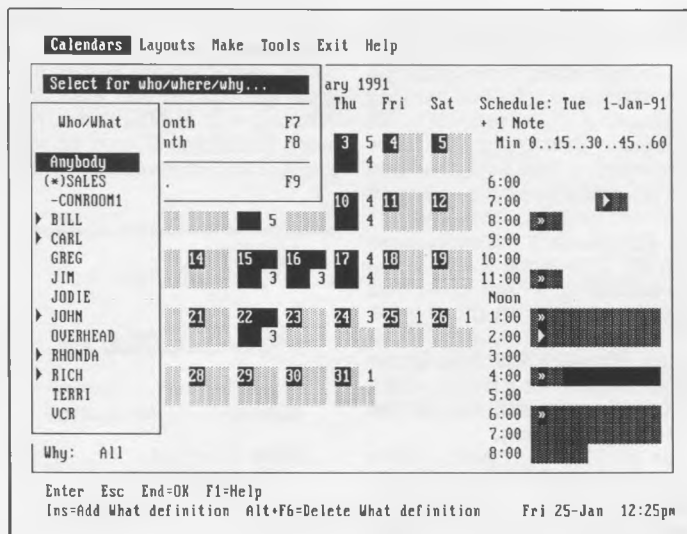 Calendars Layouts Make Tools Exit Help
Select for who/where/why... ary 1991
Thu Fri Sat Schedule: Tue 1-Jan-91
Who/What onth F7 + 1 Note
nth F8 3 5 4 5 Min 0..15..30..45..60
Anybody 4
(*)SALES . F9 6:00
-CONROOM1 10 4 11 12 7:00
BILL 5 4 8:00 »
CARL 9:00
GREG 14 15 16 17 4 18 19 10:00
JIM 3 3 4 11:00 »
JODIE Noon
JOHN 21 22 23 24 3 25 1 26 1 1:00 »
OVERHEAD 3 2:00
RHONDA 3:00
RICH 28 29 30 31 1 4:00 »
TERRI 5:00
VCR 6:00 »
7:00
Why: All 8:00
Enter Esc End=OK F1=Help
Ins=Add What definition Alt+F6=Delete What definition Fri 25-Jan 12:25pm